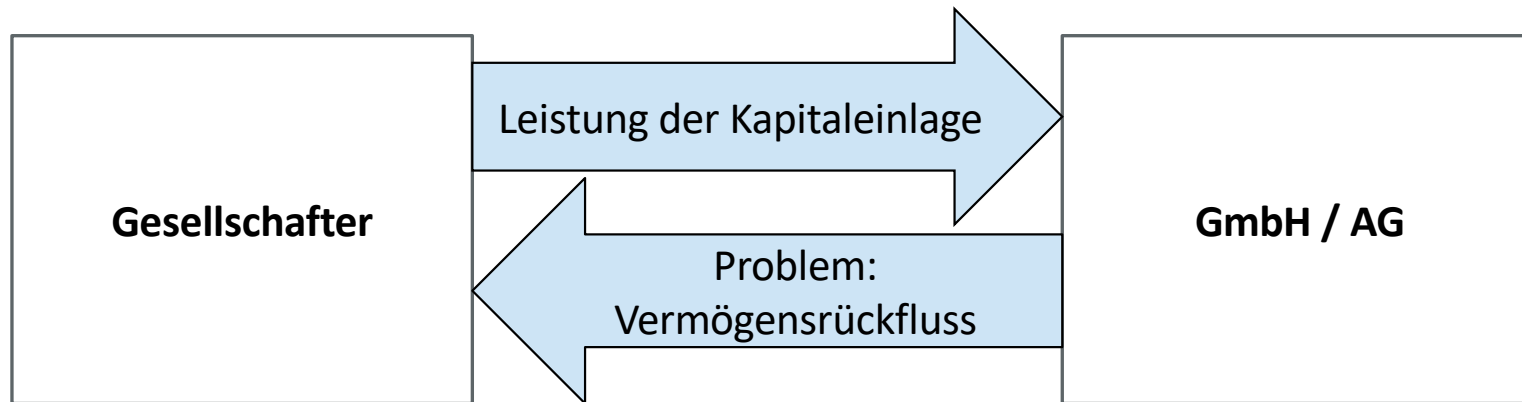 Leistung der Kapitaleinlage
Gesellschafter
GmbH / AG
Problem:
Vermögensrückfluss